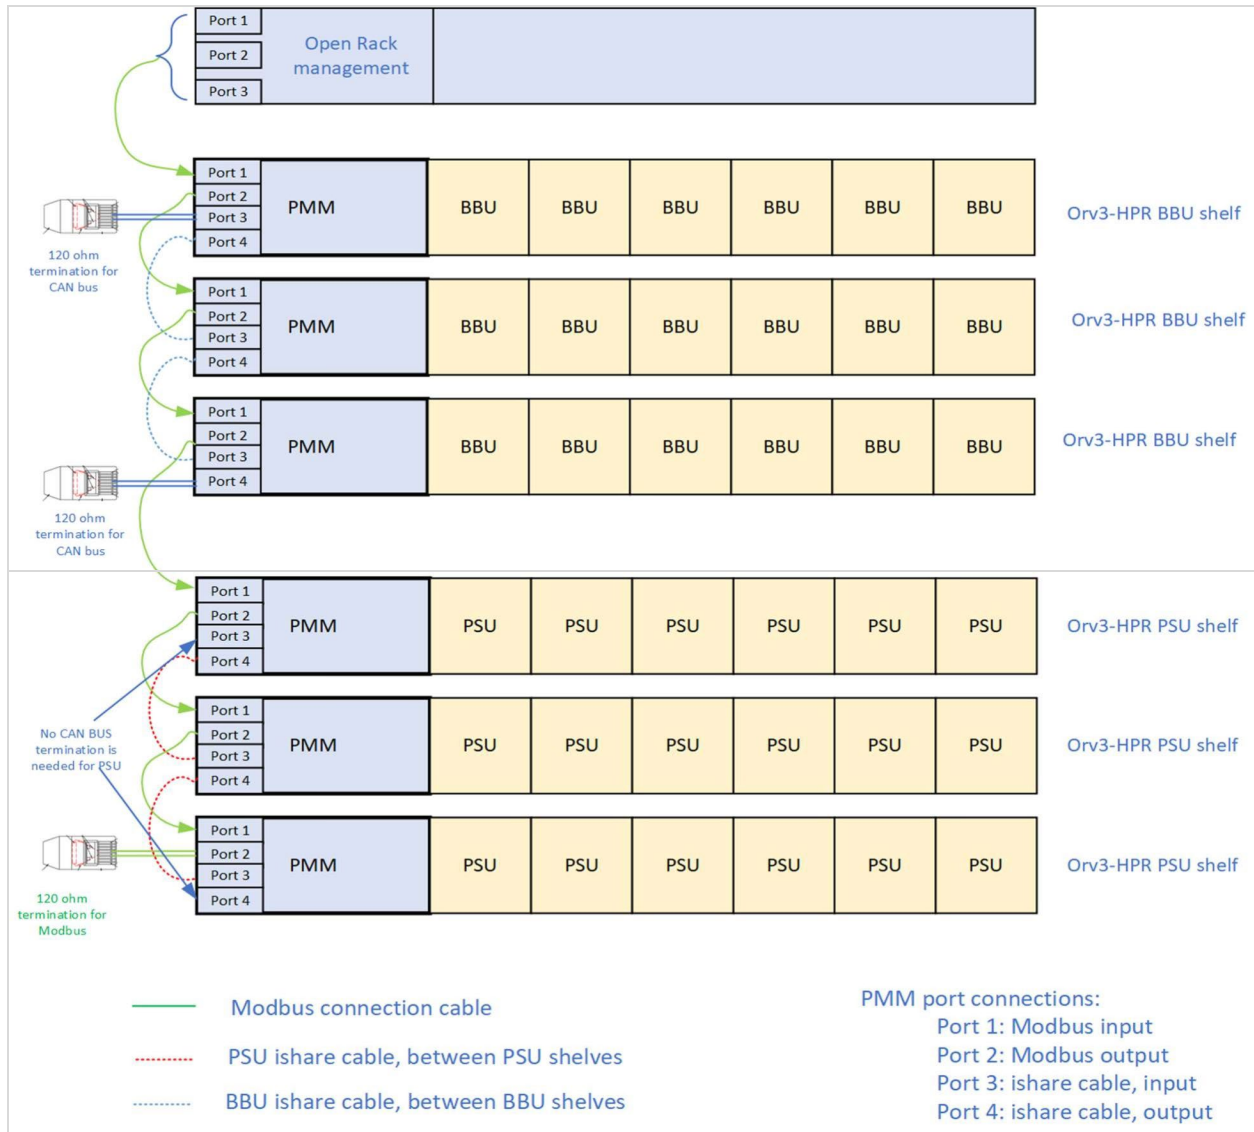 Port 1
Port 2
Port 3
Open Rack
management
Port 1
Port 2
Port 3
Port 4
PMM
BBU BBU BBU BBU BBU BBU
Orv3-HPR BBU shelf
120 ohm
termination for
CAN bus
Port 1
Port 2
Port 3
Port 4
PMM
BBU BBU BBU BBU BBU BBU
Orv3-HPR BBU shelf
Port 1
Port 2
Port 3
Port 4
PMM
BBU BBU BBU BBU BBU BBU
Orv3-HPR BBU shelf
120 ohm
termination for
CAN bus
Port 1
Port 2
Port 3
Port 4
PMM
PSU PSU PSU PSU PSU PSU
Orv3-HPR PSU shelf
No CAN BUS
termination is
needed for PSU
Port 1
Port 2
Port 3
Port 4
PMM
PSU PSU PSU PSU PSU PSU
Orv3-HPR PSU shelf
Port 1
Port 2
Port 3
Port 4
PMM
PSU PSU PSU PSU PSU PSU
Orv3-HPR PSU shelf
120 ohm
termination for
Modbus
Modbus connection cable
PSU ishare cable, between PSU shelves
BBU ishare cable, between BBU shelves
PMM port connections:
Port 1: Modbus input
Port 2: Modbus output
Port 3: ishare cable, input
Port 4: ishare cable, output